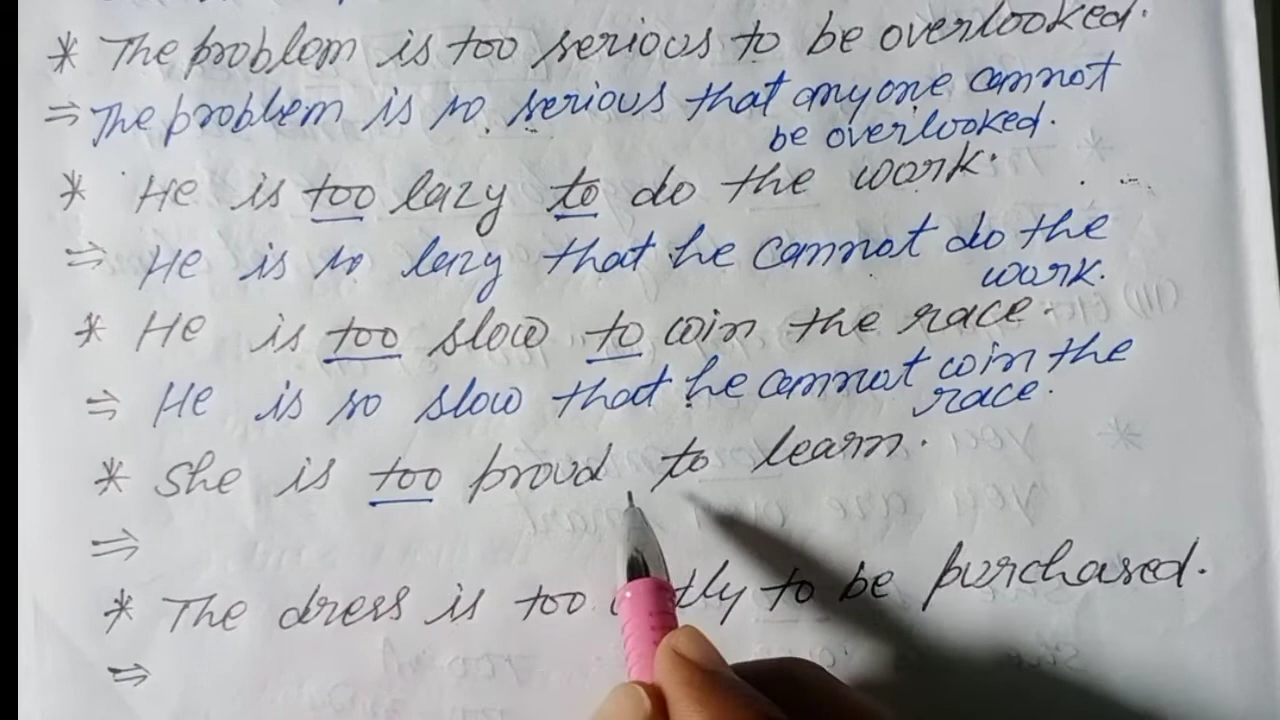 * The problem is too serious to be overlooked.
⇒ The problem is so serious that anyone cannot
be overlooked.
* He is too lazy to do the work.
⇒ He is so lazy that he cannot do the
work.
* He is too slow to win the race.
⇒ He is so slow that he cannot win the
race.
* She is too proud to learn.
⇒
* The dress is too to be purchased.
⇒